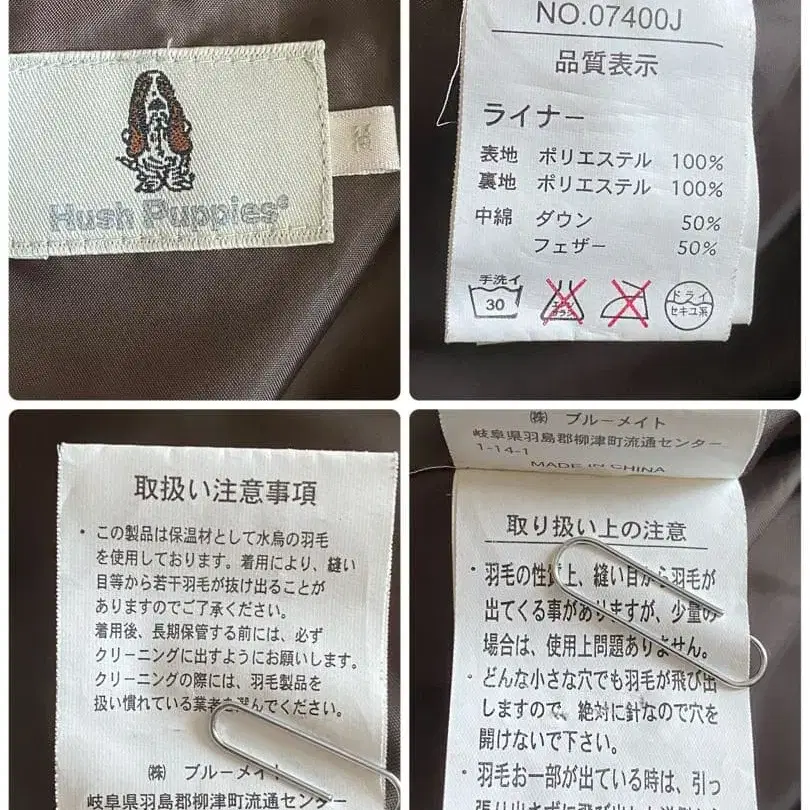 Hush Puppies®
M
NO.07400J
品質表示
ライナー
表地 ポリエステル 100%
裏地 ポリエステル 100%
中綿 ダウン 50%
フェザー 50%
手洗イ
30
ドライ
セキユ系
取扱い注意事項
・この製品は保温材として水鳥の羽毛
を使用しております。着用により、縫い
目等から若干羽毛が抜け出ることが
ありますのでご了承ください。
着用後、長期保管する前には、必ず
クリーニングに出すようにお願いします。
クリーニングの際には、羽毛製品を
扱い慣れている業者を選んでください。
㈱ ブルーメイト
岐阜県羽島郡柳津町流通センター
㈱ ブルーメイト
岐阜県羽島郡柳津町流通センター
1-14-1
MADE IN CHINA
取り扱い上の注意
・羽毛の性質上、縫い目から羽毛が
出てくる事がありますが、少量の
場合は、使用上問題ありません。
・どんな小さな穴でも羽毛が飛び出
しますので、絶対に針なので穴を
開けないで下さい。
・羽毛お一部が出ている時は、引っ